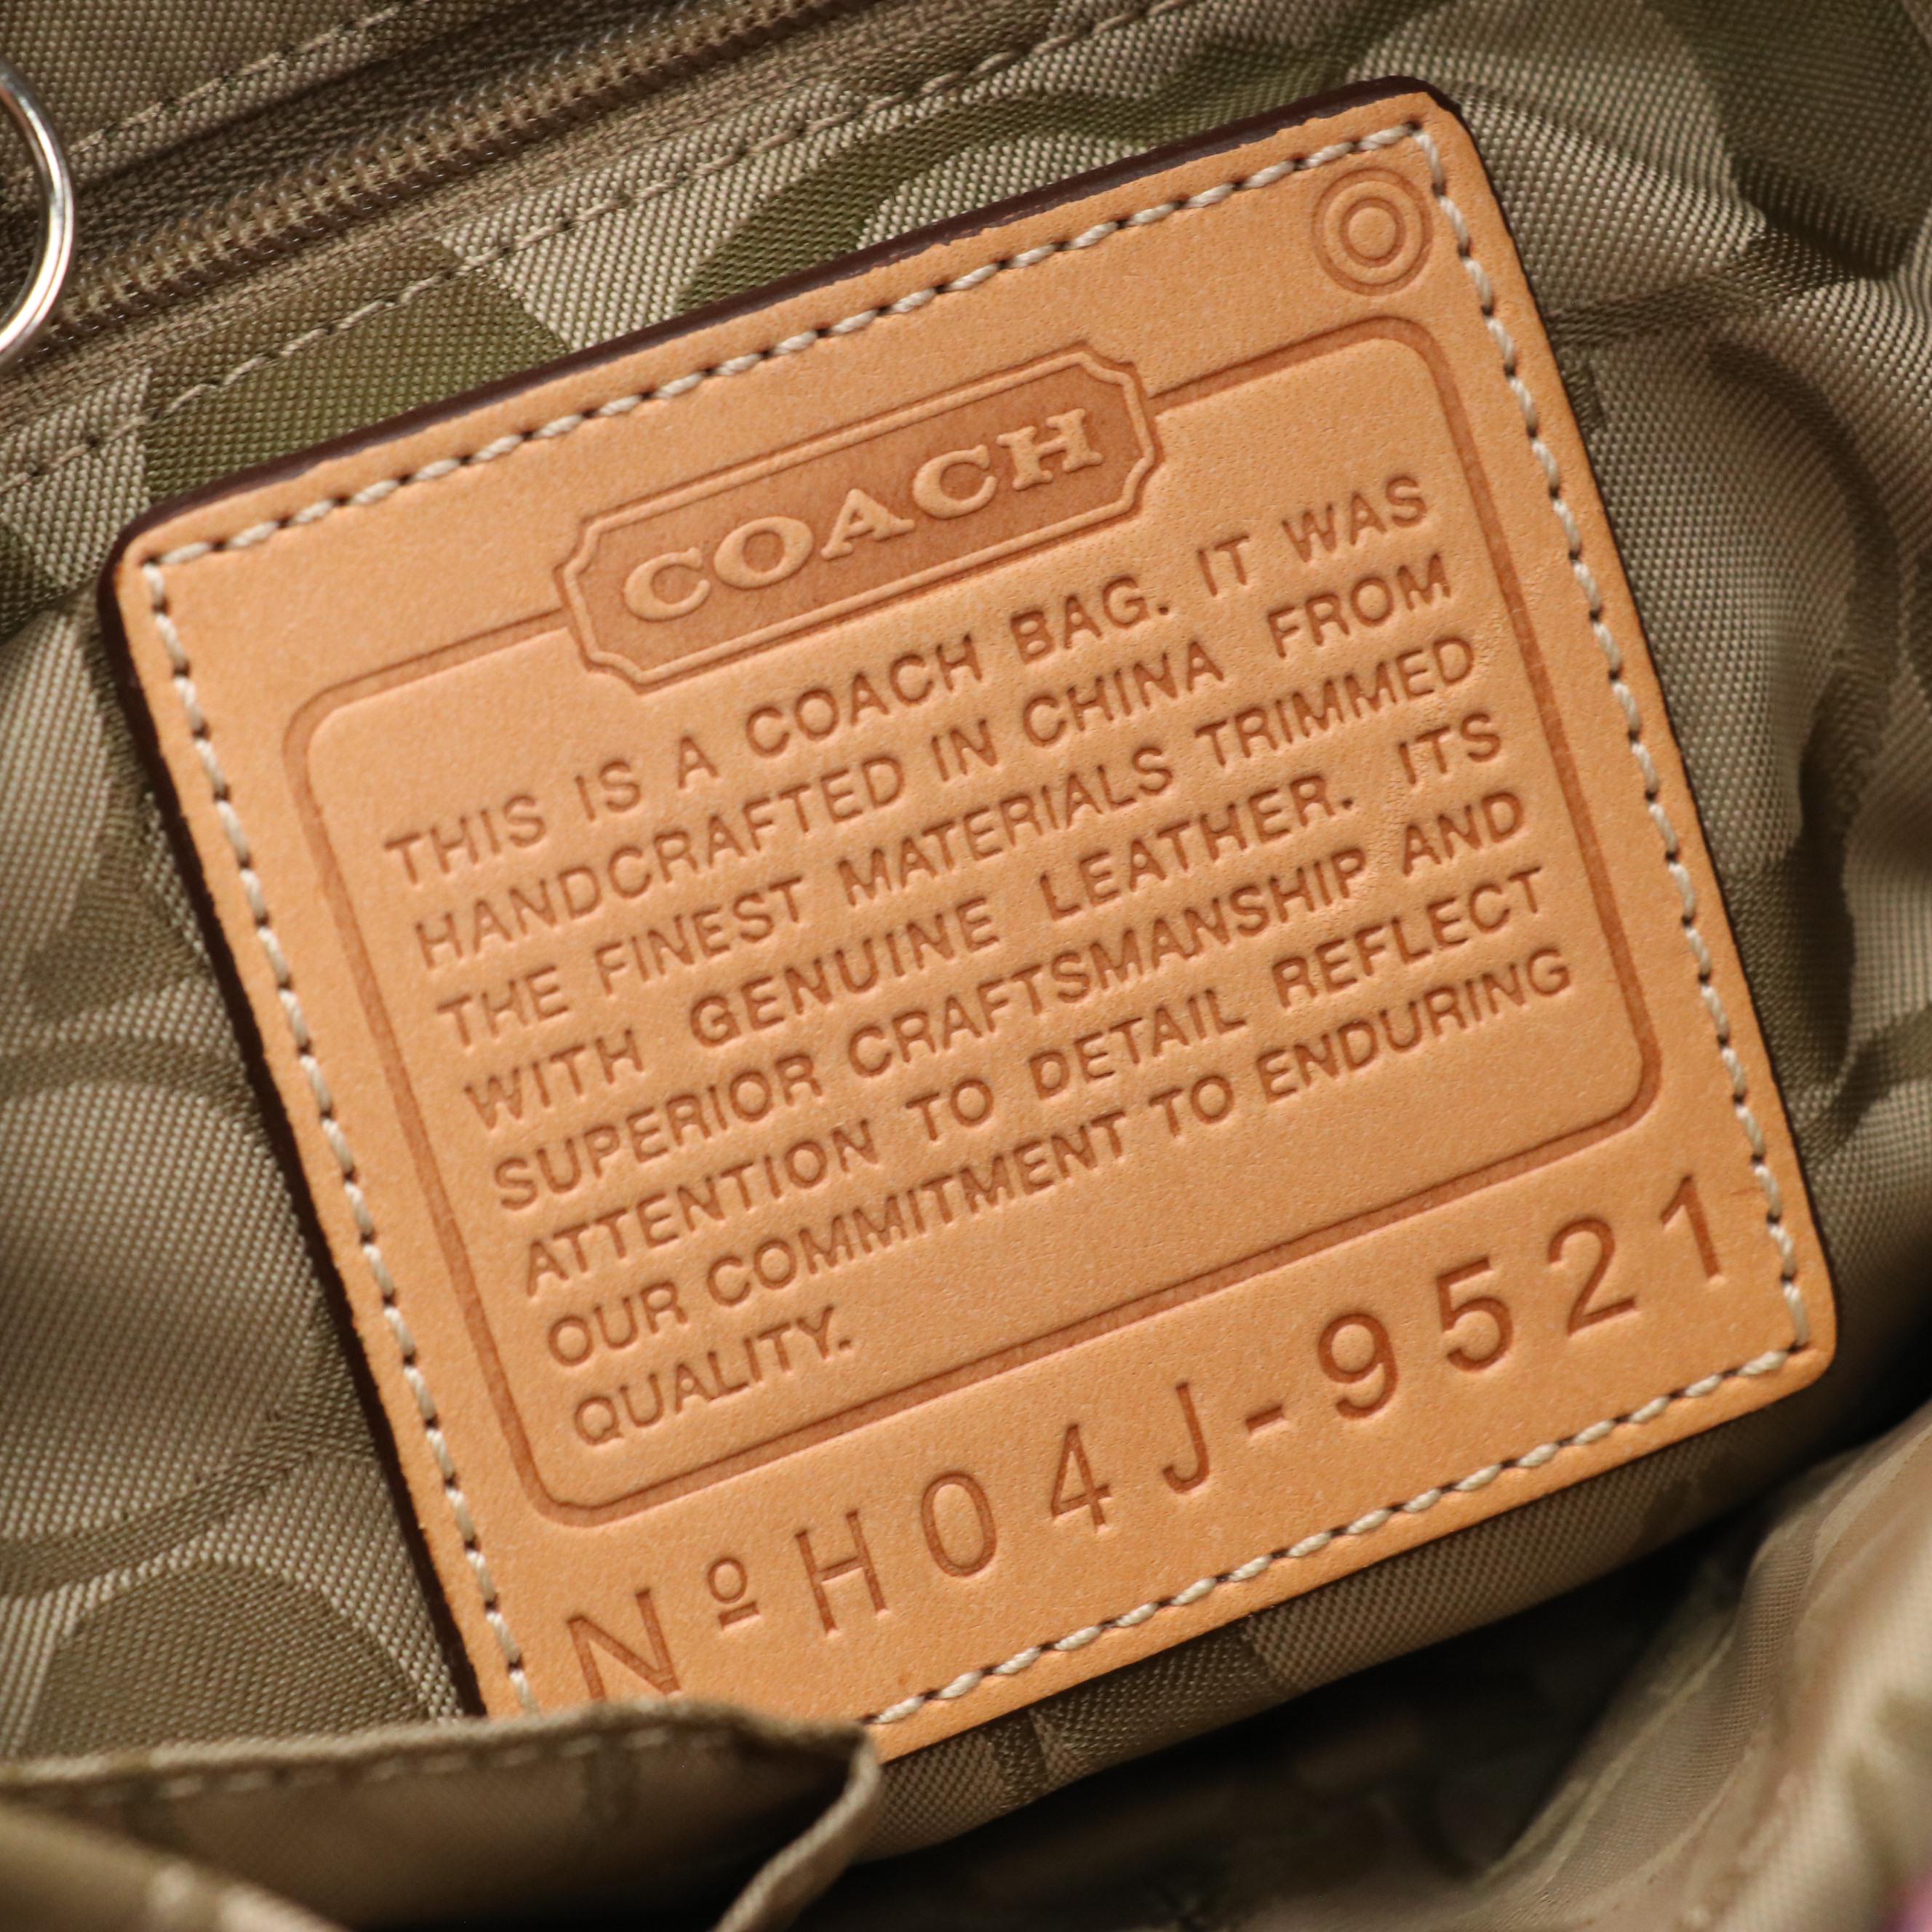 COACH
THIS IS A COACH BAG. IT WAS
HANDCRAFTED IN CHINA FROM
THE FINEST MATERIALS TRIMMED
WITH GENUINE LEATHER. ITS
SUPERIOR CRAFTSMANSHIP AND
ATTENTION TO DETAIL REFLECT
OUR COMMITMENT TO ENDURING
QUALITY.
Nº H04J-9521